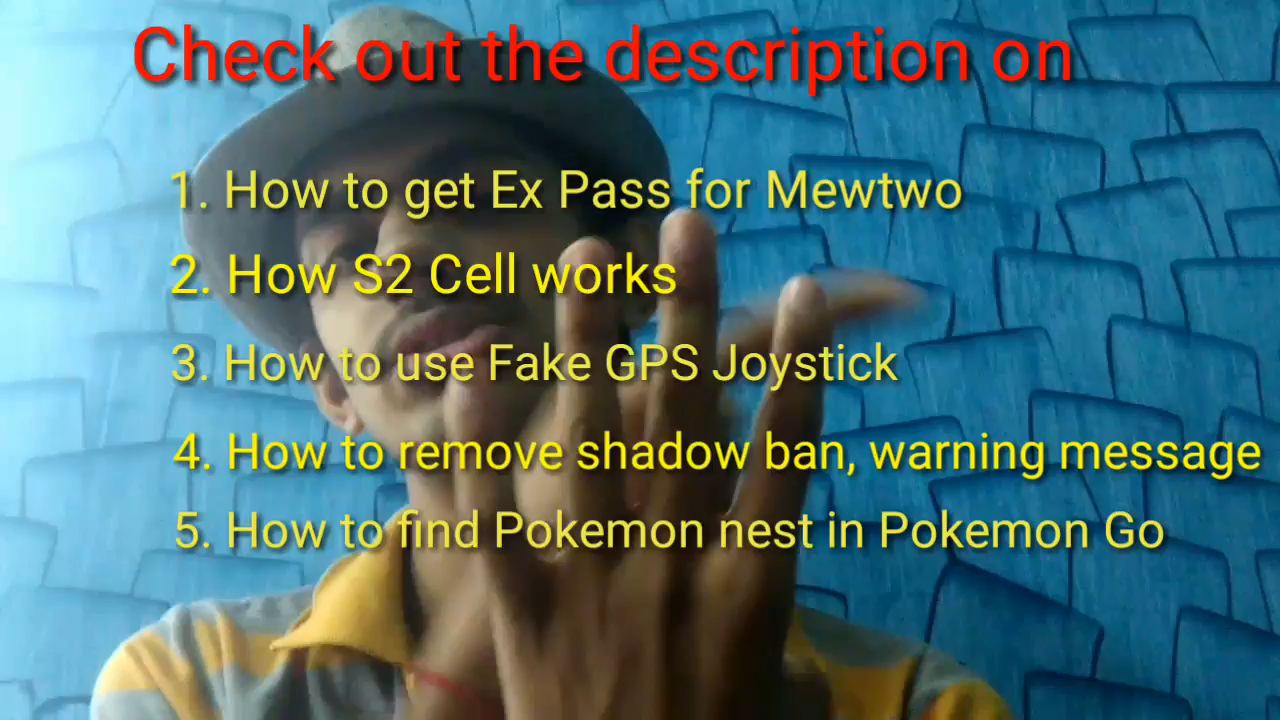 Check out the description on
1. How to get Ex Pass for Mewtwo
2. How S2 Cell works
3. How to use Fake GPS Joystick
4. How to remove shadow ban, warning message
5. How to find Pokemon nest in Pokemon Go